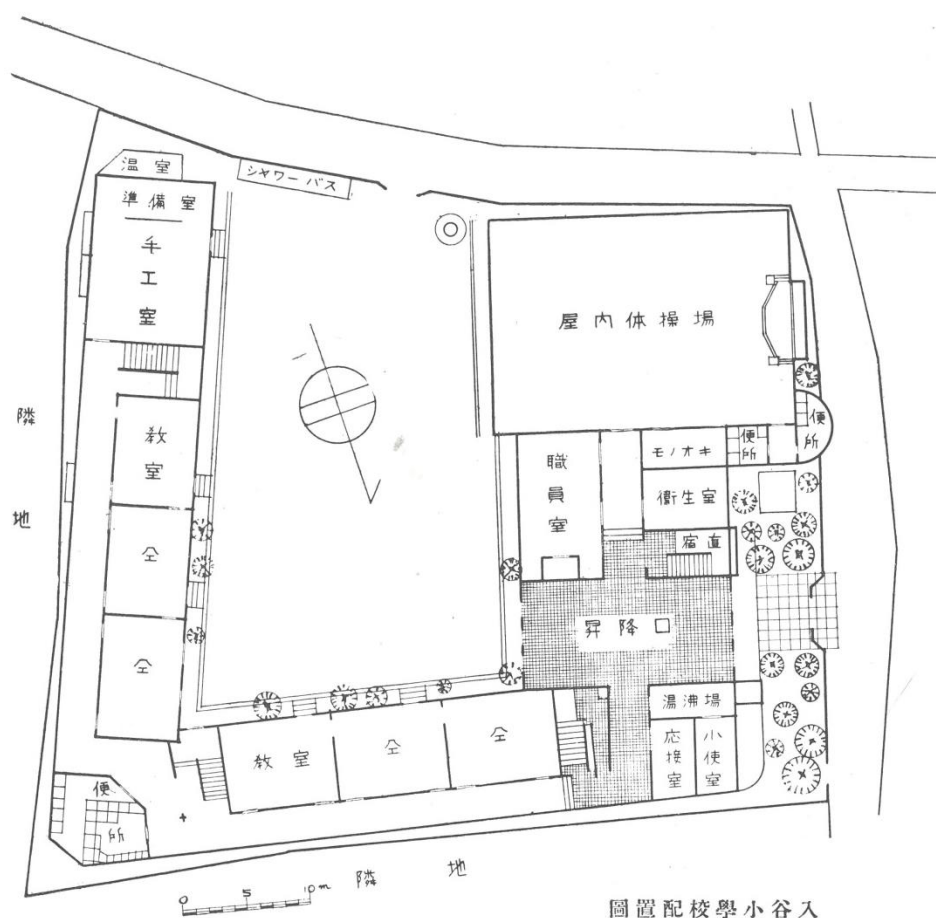 温室
シャワーバス
準備室
手工室
屋内体操場
便所
教室
職員室
モノオキ
便所
衛生室
隣地
仝
宿直
昇降口
仝
湯沸場
教室
仝
仝
応接室
小使室
便所
隣地
0 5 10m
圖置配校學小谷入